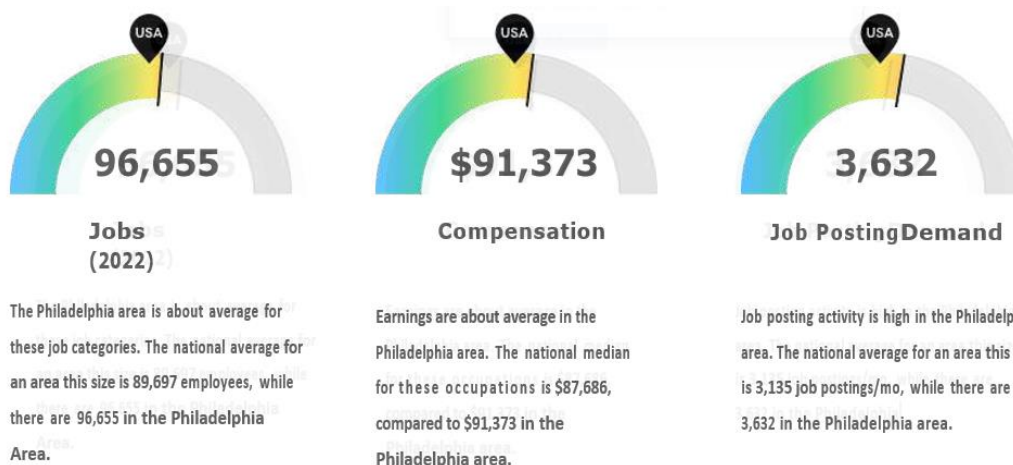 USA
96,655
Jobs
(2022)
The Philadelphia area is about average for
these job categories. The national average for
an area this size is 89,697 employees, while
there are 96,655 in the Philadelphia
Area.
USA
$91,373
Compensation
Earnings are about average in the
Philadelphia area. The national median
for these occupations is $87,686,
compared to $91,373 in the
Philadelphia area.
USA
3,632
Job Posting Demand
Job posting activity is high in the Philadelp
area. The national average for an area this
is 3,135 job postings/mo, while there are
3,632 in the Philadelphia area.